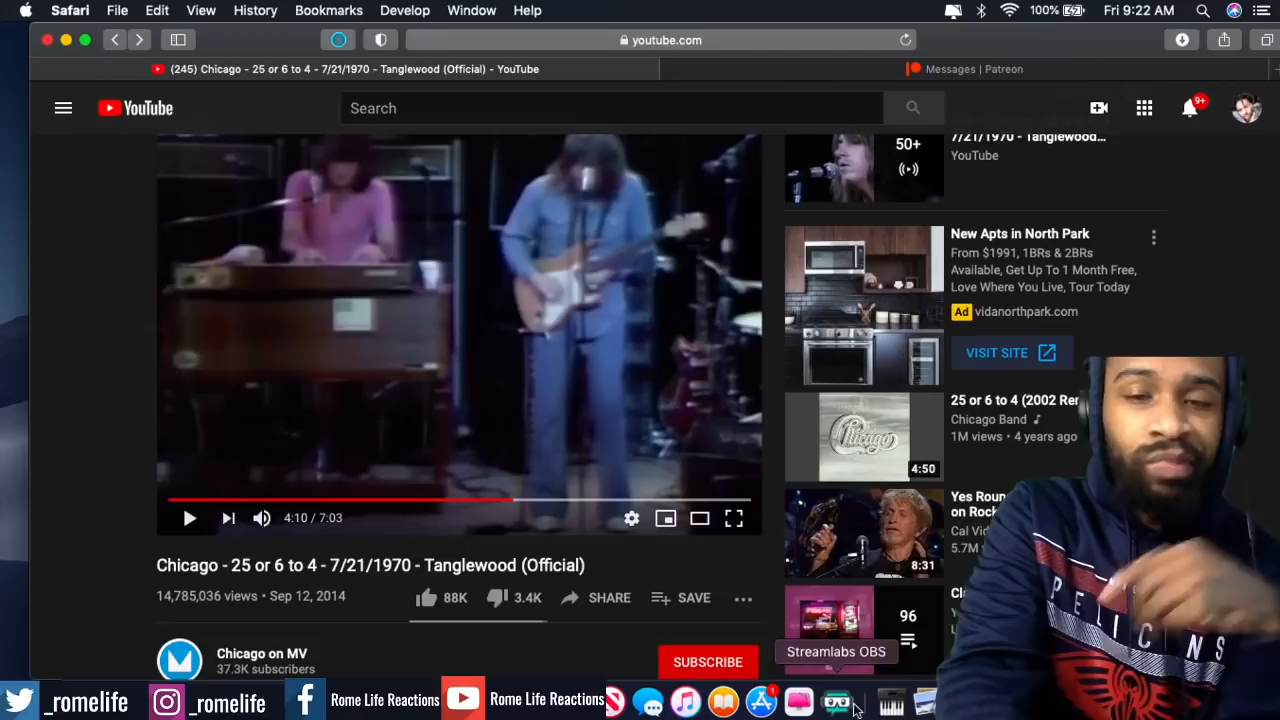 Safari File Edit View History Bookmarks Develop Window Help 100% Fri 9:22 AM
youtube.com
(245) Chicago - 25 or 6 to 4 - 7/21/1970 - Tanglewood (Official) - YouTube
Messages | Patreon
YouTube
Search
9+
7/21/1970 - Tanglewood...
YouTube
50+
New Apts in North Park
From $1991, 1BRs & 2BRs
Available, Get Up To 1 Month Free,
Love Where You Live, Tour Today
Ad vidanorthpark.com
VISIT SITE
25 or 6 to 4 (2002 Rem
Chicago Band
1M views • 4 years ago
Chicago
4:50
Yes Roun
on Rock
Cal Vid
5.7M
8:31
96
4:10 / 7:03
Chicago - 25 or 6 to 4 - 7/21/1970 - Tanglewood (Official)
14,785,036 views • Sep 12, 2014
88K 3.4K SHARE SAVE
Chicago on MV
37.3K subscribers
SUBSCRIBE
Streamlabs OBS
PELICINS
_romelife
_romelife
Rome Life Reactions
Rome Life Reactions
1